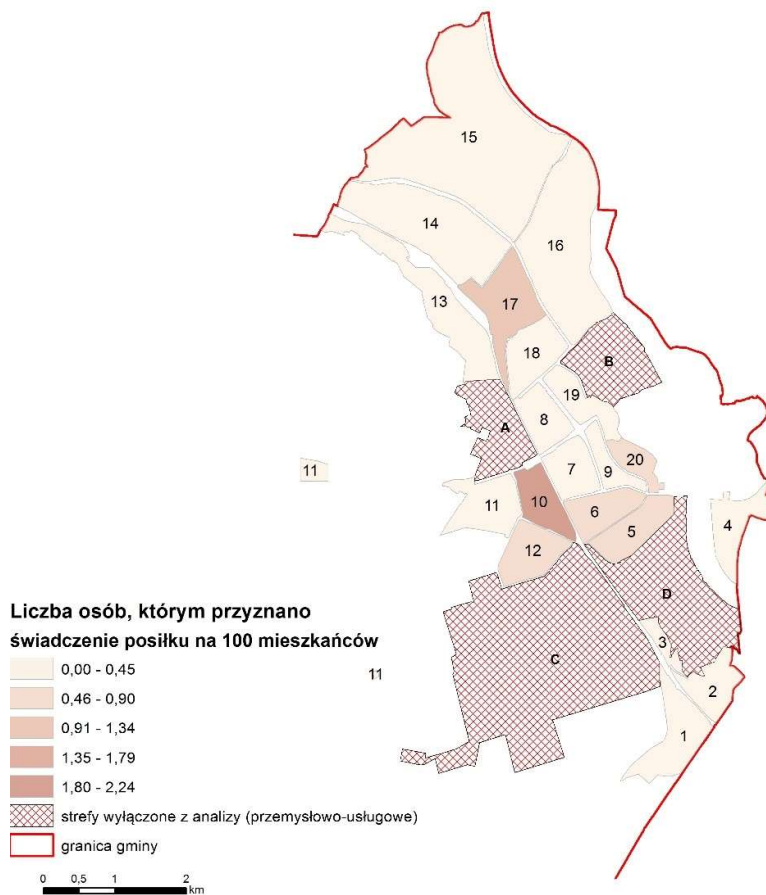 15
14
16
13
17
18
B
19
A
8
20
7
9
11
10
11
6
4
5
12
D
3
C
11
2
1
Liczba osób, którym przyznano
świadczenie posiłku na 100 mieszkańców
0,00 - 0,45
0,46 - 0,90
0,91 - 1,34
1,35 - 1,79
1,80 - 2,24
strefy wyłączone z analizy (przemysłowo-usługowe)
granica gminy
0 0,5 1 2
km